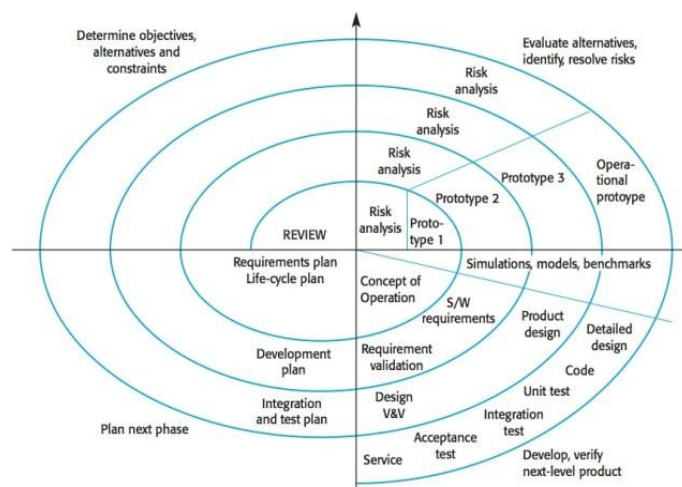 Determine objectives,
alternatives and
constraints
Evaluate alternatives,
identify, resolve risks
Risk
analysis
Risk
analysis
Risk
analysis
Risk
analysis
REVIEW
Proto-
type 1
Prototype 2
Prototype 3
Opera-
tional
protoype
Requirements plan
Life-cycle plan
Concept of
Operation
Simulations, models, benchmarks
S/W
requirements
Product
design
Detailed
design
Development
plan
Requirement
validation
Code
Unit test
Integration
and test plan
Design
V&V
Integration
test
Acceptance
test
Service
Plan next phase
Develop, verify
next-level product